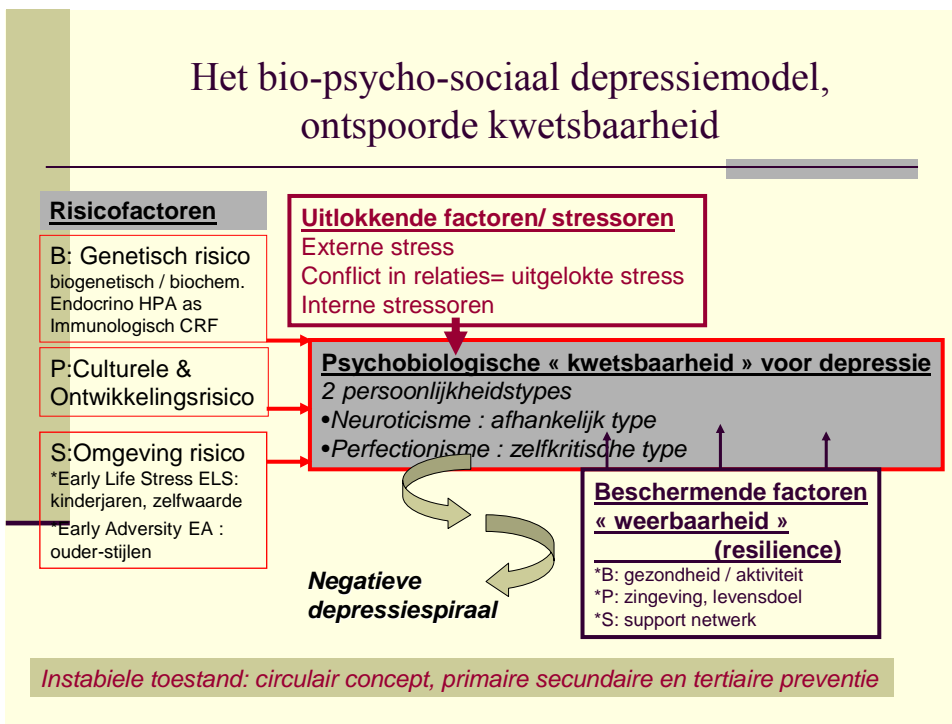 Het bio-psycho-sociaal depressiemodel,
ontspoorde kwetsbaarheid
Risicofactoren
B: Genetisch risico
biogenetisch / biochem.
Endocrino HPA as
Immunologisch CRF
P:Culturele &
Ontwikkelingsrisico
S:Omgeving risico
*Early Life Stress ELS:
kinderjaren, zelfwaarde
*Early Adversity EA :
ouder-stijlen
Uitlokkende factoren/ stressoren
Externe stress
Conflict in relaties= uitgelokte stress
Interne stressoren
Psychobiologische « kwetsbaarheid » voor depressie
2 persoonlijkheidstypes
•Neuroticisme : afhankelijk type
•Perfectionisme : zelfkritische type
Beschermende factoren
« weerbaarheid »
(resilience)
*B: gezondheid / aktiviteit
*P: zingeving, levensdoel
*S: support netwerk
Negatieve
depressiespiraal
Instabiele toestand: circulair concept, primaire secundaire en tertiaire preventie